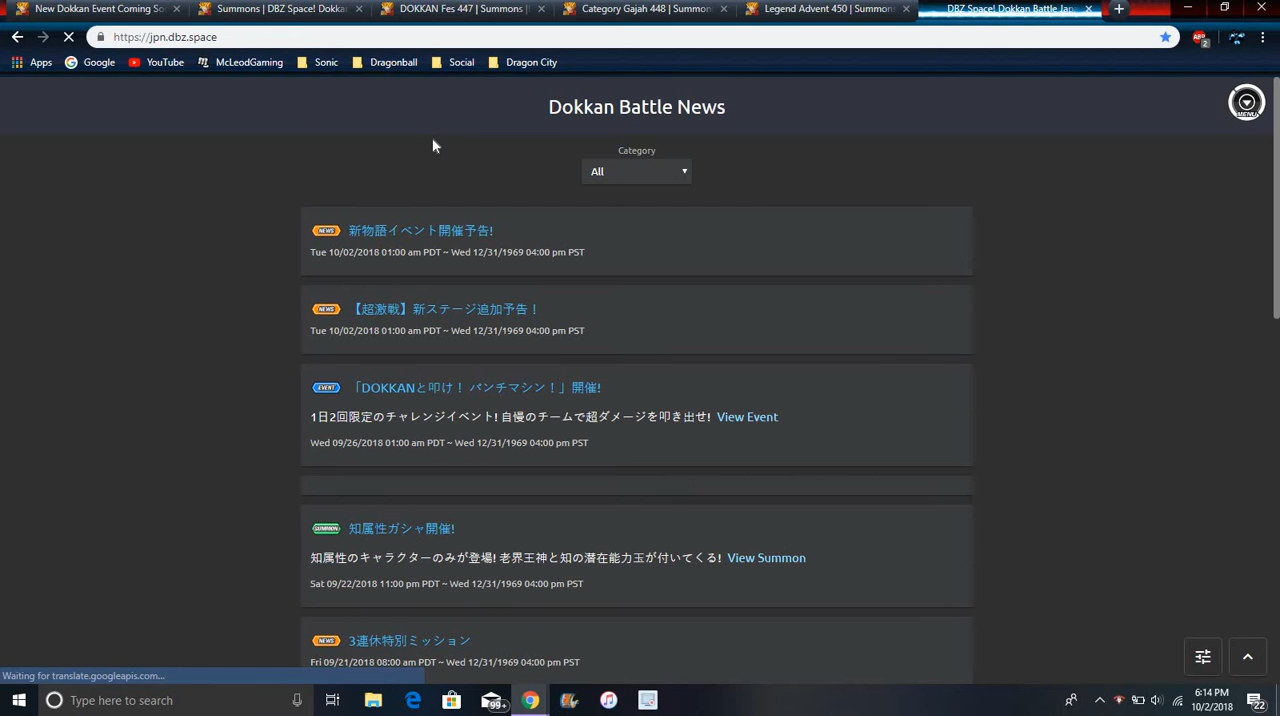 New Dokkan Event Coming So
Summons | DBZ Space! Dokkan
DOKKAN Fes 447 | Summons |
Category Gajah 448 | Summon
Legend Advent 450 | Summons
DBZ Space! Dokkan Battle Jap
https://jpn.dbz.space
ABP
2
Apps
Google
YouTube
McLeodGaming
Sonic
Dragonball
Social
Dragon City
Dokkan Battle News
MENU
Category
All
NEWS
新物語イベント開催予告!
Tue 10/02/2018 01:00 am PDT ~ Wed 12/31/1969 04:00 pm PST
NEWS
【超激戦】新ステージ追加予告！
Tue 10/02/2018 01:00 am PDT ~ Wed 12/31/1969 04:00 pm PST
EVENT
「DOKKANと叩け！ パンチマシン！」開催!
1日2回限定のチャレンジイベント! 自慢のチームで超ダメージを叩き出せ! View Event
Wed 09/26/2018 01:00 am PDT ~ Wed 12/31/1969 04:00 pm PST
SUMMON
知属性ガシャ開催!
知属性のキャラクターのみが登場! 老界王神と知の潜在能力玉が付いてくる! View Summon
Sat 09/22/2018 11:00 pm PDT ~ Wed 12/31/1969 04:00 pm PST
NEWS
3連休特別ミッション
Fri 09/21/2018 08:00 am PDT ~ Wed 12/31/1969 04:00 pm PST
Waiting for translate.googleapis.com...
Type here to search
99+
6:14 PM
10/2/2018
22